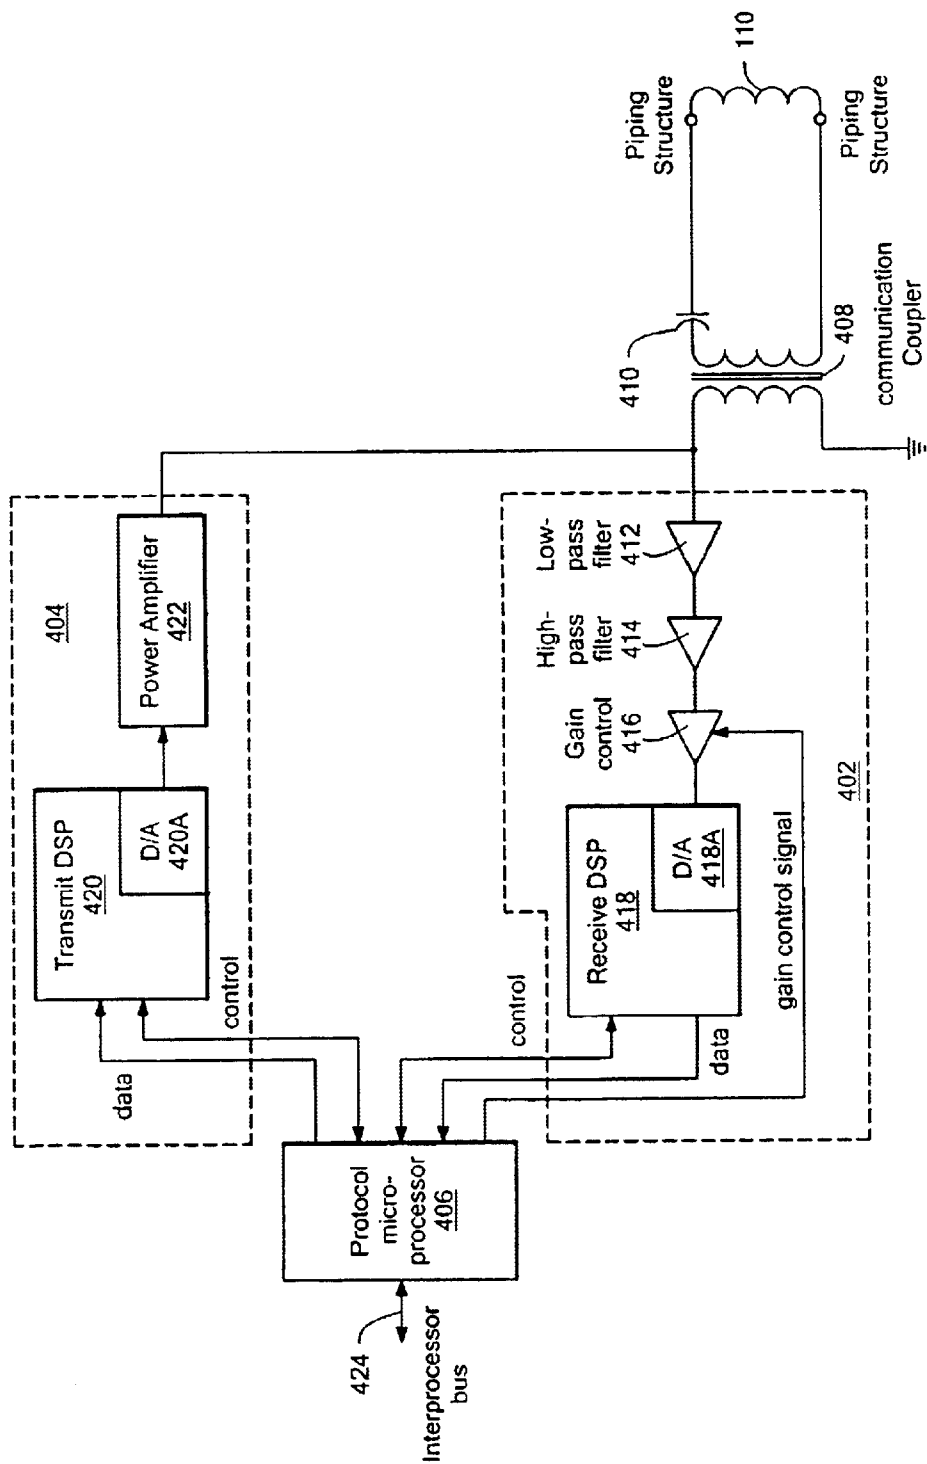 404
Transmit DSP
420
D/A
420A
Power Amplifier
422
data
control
Protocol
micro-
processor
406
424
Interprocessor
bus
control
data
Receive DSP
418
D/A
418A
Gain
control
416
High-
pass
filter
414
Low-
pass
filter
412
402
gain control signal
410
408
communication
Coupler
Piping
Structure
110
Piping
Structure